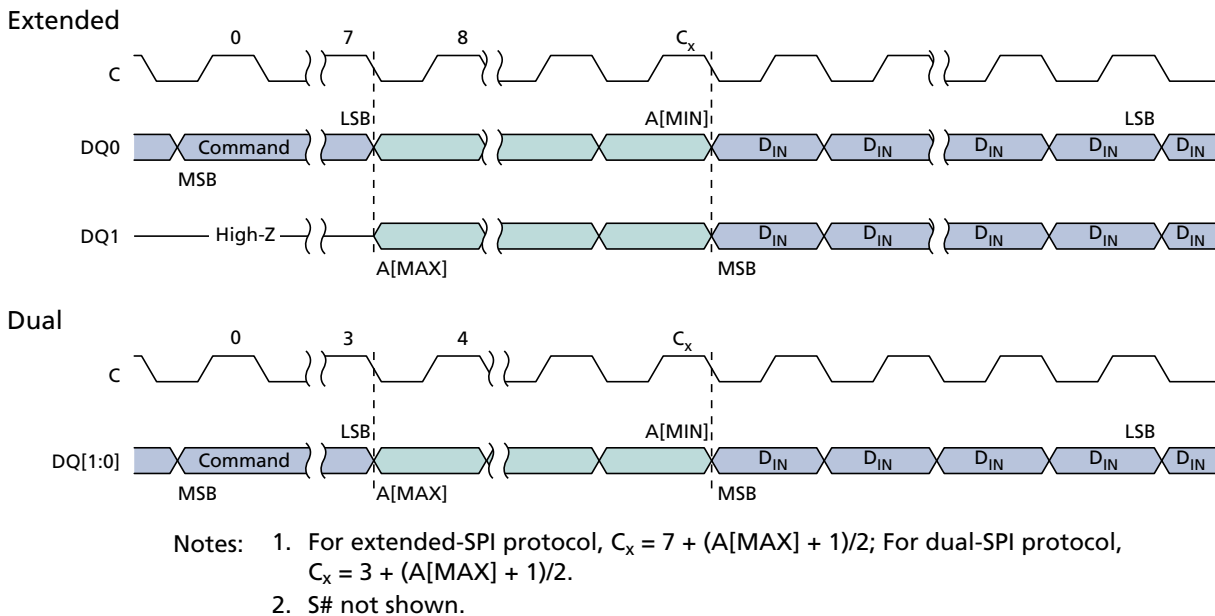 Extended
0 7 8 Cx
C
LSB A[MIN] LSB
DQ0 Command DIN DIN DIN DIN DIN
MSB
DQ1 High-Z DIN DIN DIN DIN DIN
A[MAX] MSB
Dual
0 3 4 Cx
C
LSB A[MIN] LSB
DQ[1:0] Command DIN DIN DIN DIN DIN
MSB A[MAX] MSB
Notes: 1. For extended-SPI protocol, Cx = 7 + (A[MAX] + 1)/2; For dual-SPI protocol,
Cx = 3 + (A[MAX] + 1)/2.
2. S# not shown.